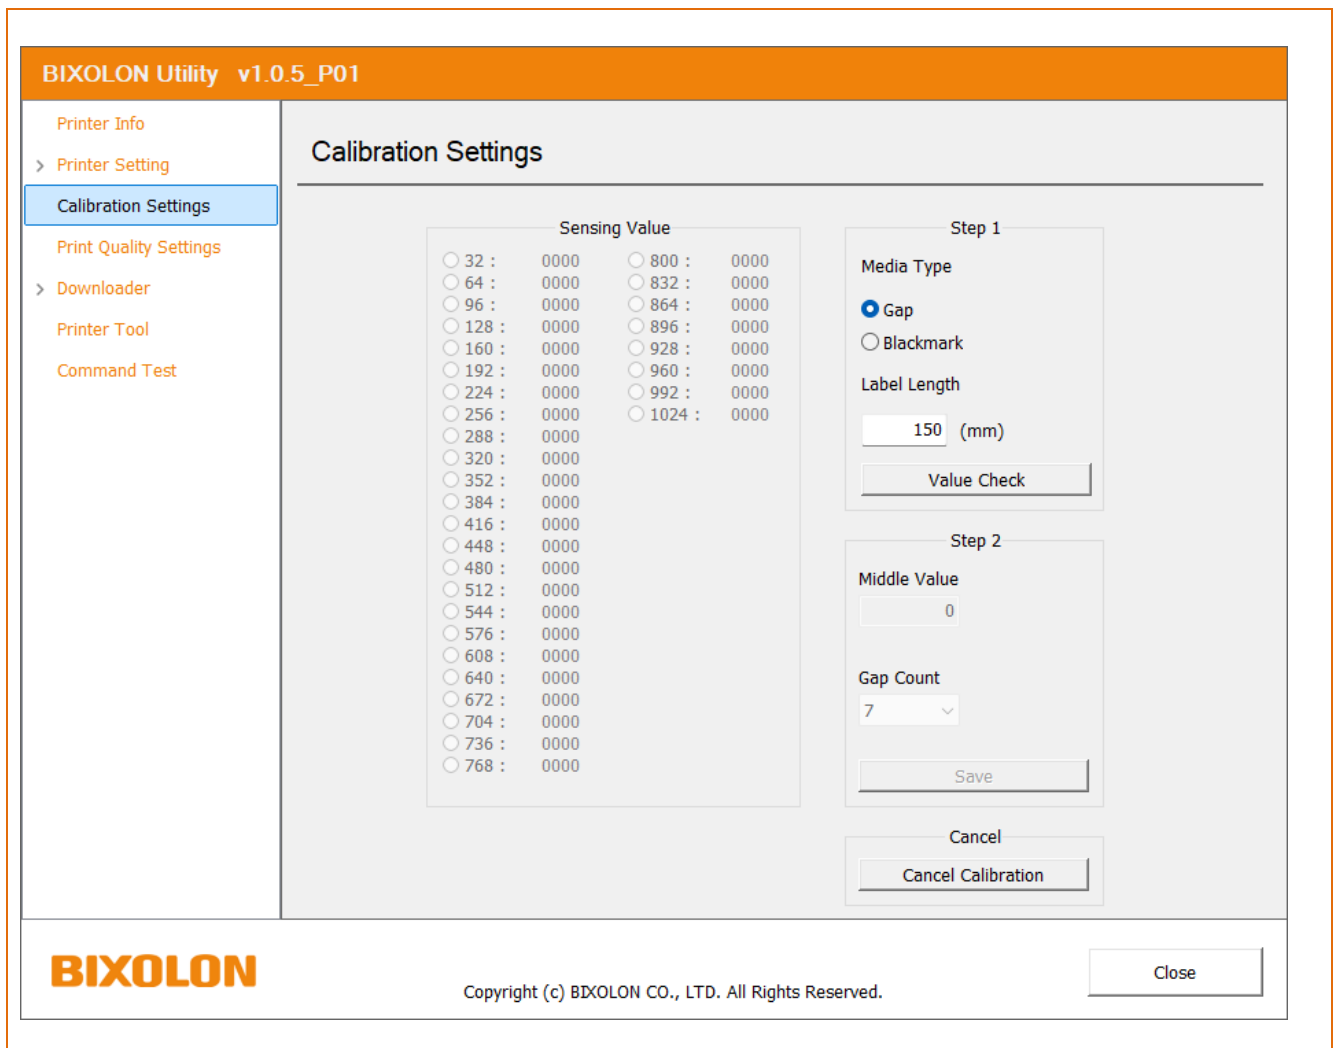 BIXOLON Utility v1.0.5_P01
Printer Info
Printer Setting
Calibration Settings
Print Quality Settings
Downloader
Printer Tool
Command Test
Calibration Settings
Sensing Value
32 : 0000
64 : 0000
96 : 0000
128 : 0000
160 : 0000
192 : 0000
224 : 0000
256 : 0000
288 : 0000
320 : 0000
352 : 0000
384 : 0000
416 : 0000
448 : 0000
480 : 0000
512 : 0000
544 : 0000
576 : 0000
608 : 0000
640 : 0000
672 : 0000
704 : 0000
736 : 0000
768 : 0000
800 : 0000
832 : 0000
864 : 0000
896 : 0000
928 : 0000
960 : 0000
992 : 0000
1024 : 0000
Step 1
Media Type
Gap
Blackmark
Label Length
150 (mm)
Value Check
Step 2
Middle Value
0
Gap Count
7
Save
Cancel
Cancel Calibration
BIXOLON
Copyright (c) BIXOLON CO., LTD. All Rights Reserved.
Close